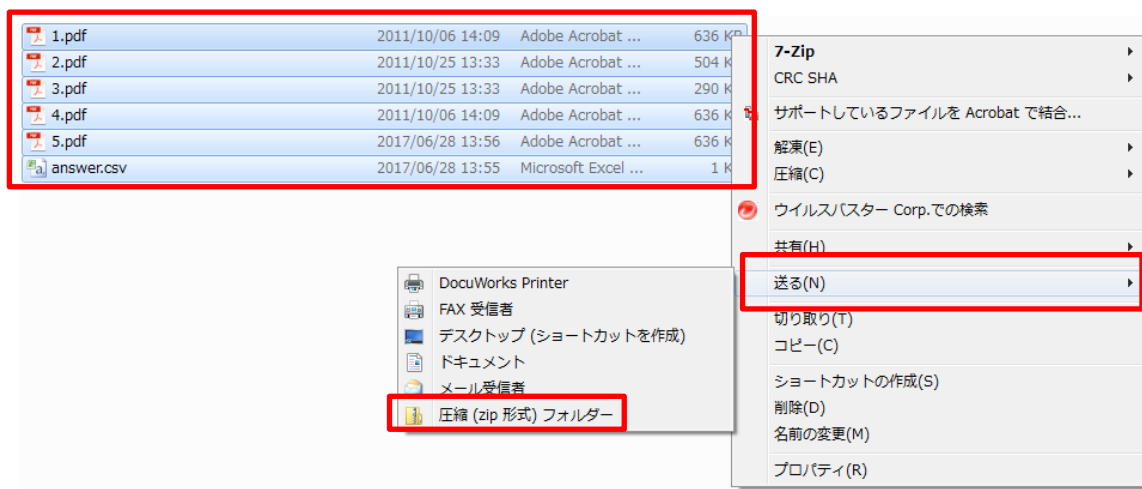 1.pdf 2011/10/06 14:09 Adobe Acrobat ... 636 KB
2.pdf 2011/10/25 13:33 Adobe Acrobat ... 504 K
3.pdf 2011/10/25 13:33 Adobe Acrobat ... 290 K
4.pdf 2011/10/06 14:09 Adobe Acrobat ... 636 K
5.pdf 2017/06/28 13:56 Adobe Acrobat ... 636 K
answer.csv 2017/06/28 13:55 Microsoft Excel ... 1 K
7-Zip
CRC SHA
サポートしているファイルを Acrobat で結合...
解凍(E)
圧縮(C)
ウイルスバスター Corp.での検索
共有(H)
送る(N)
切り取り(T)
コピー(C)
ショートカットの作成(S)
削除(D)
名前の変更(M)
プロパティ(R)
DocuWorks Printer
FAX 受信者
デスクトップ (ショートカットを作成)
ドキュメント
メール受信者
圧縮 (zip 形式) フォルダー